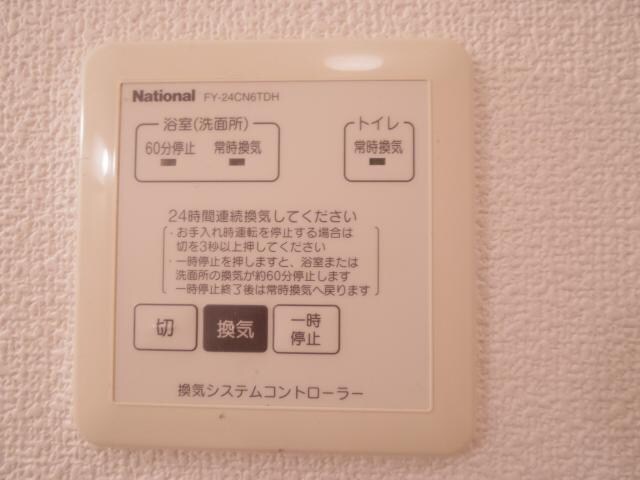 National FY-24CN6TDH
浴室(洗面所)
60分停止 常時換気
トイレ
常時換気
24時間連続換気してください
・お手入れ時運転を停止する場合は
切を3秒以上押してください
・一時停止を押しますと、浴室または
洗面所の換気が約60分停止します
一時停止終了後は常時換気へ戻ります
切
換気
一時
停止
換気システムコントローラー